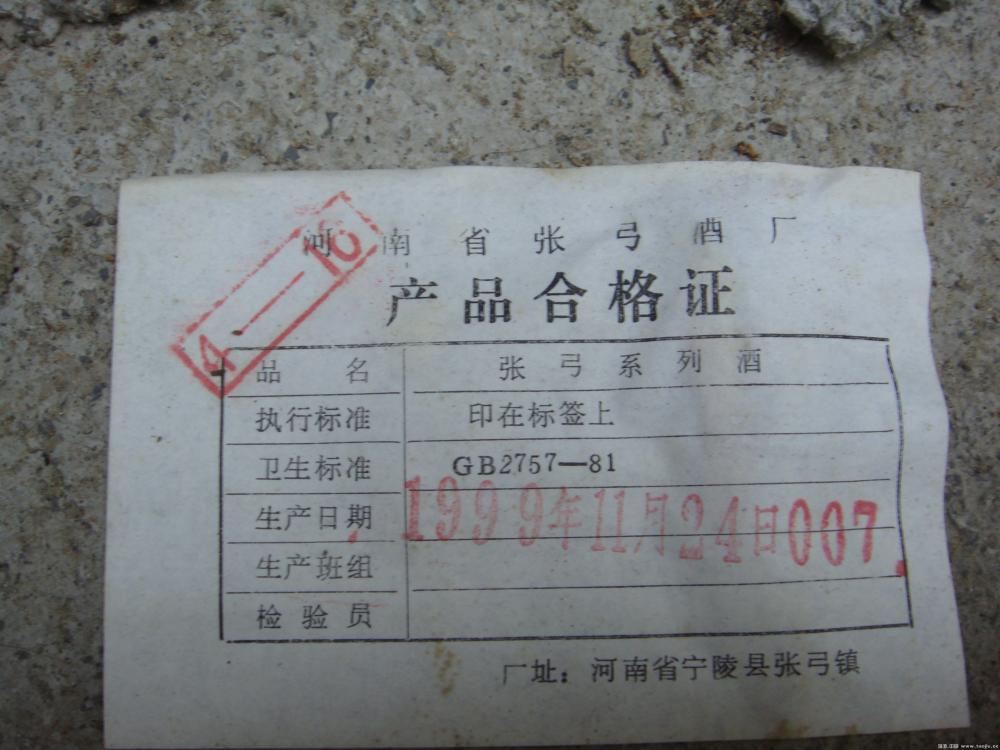 河南省张弓酒厂
4—16
产品合格证
品名 张弓系列酒
执行标准 印在标签上
卫生标准 GB2757—81
生产日期 1999年11月24日007
生产班组
检验员
厂址：河南省宁陵县张弓镇